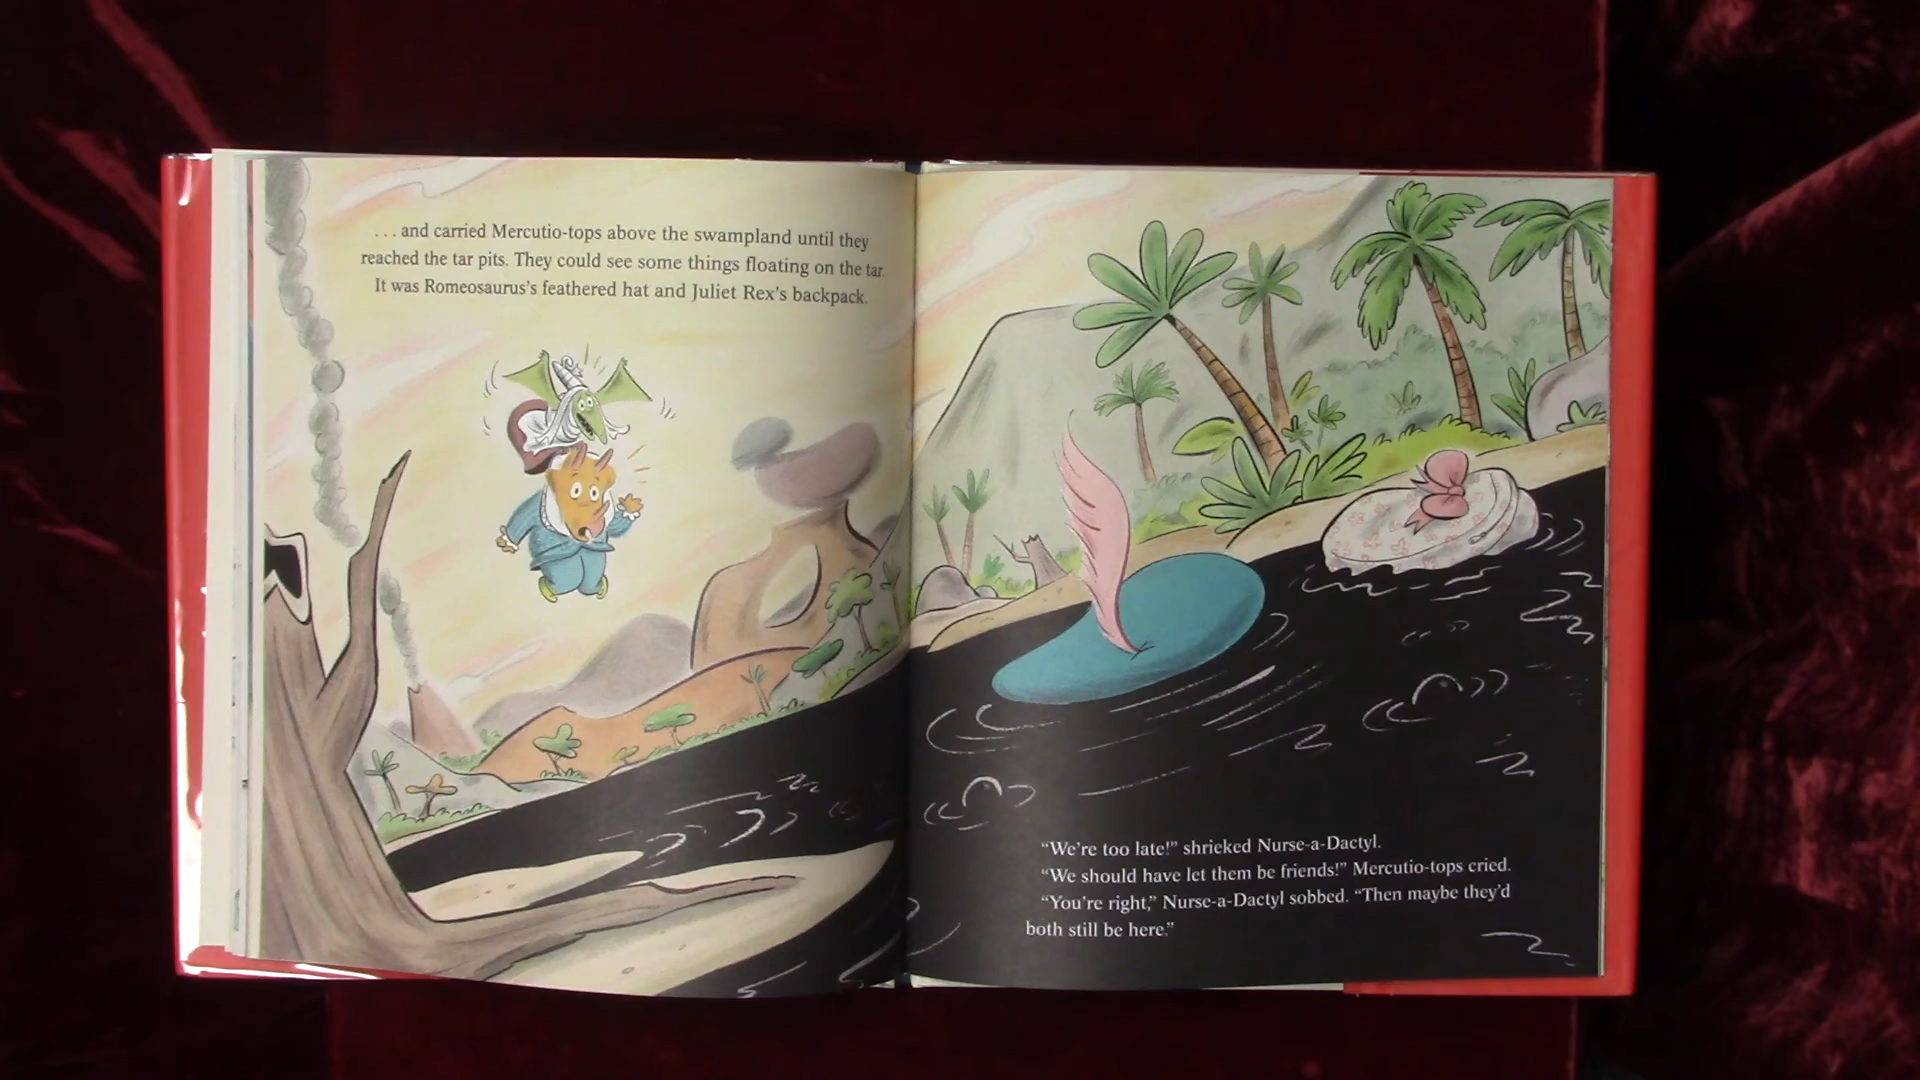 . . . and carried Mercutio-tops above the swampland until they
reached the tar pits. They could see some things floating on the tar.
It was Romeosaurus's feathered hat and Juliet Rex's backpack.
“We're too late!” shrieked Nurse-a-Dactyl.
“We should have let them be friends!” Mercutio-tops cried.
“You're right,” Nurse-a-Dactyl sobbed. “Then maybe they'd
both still be here.”